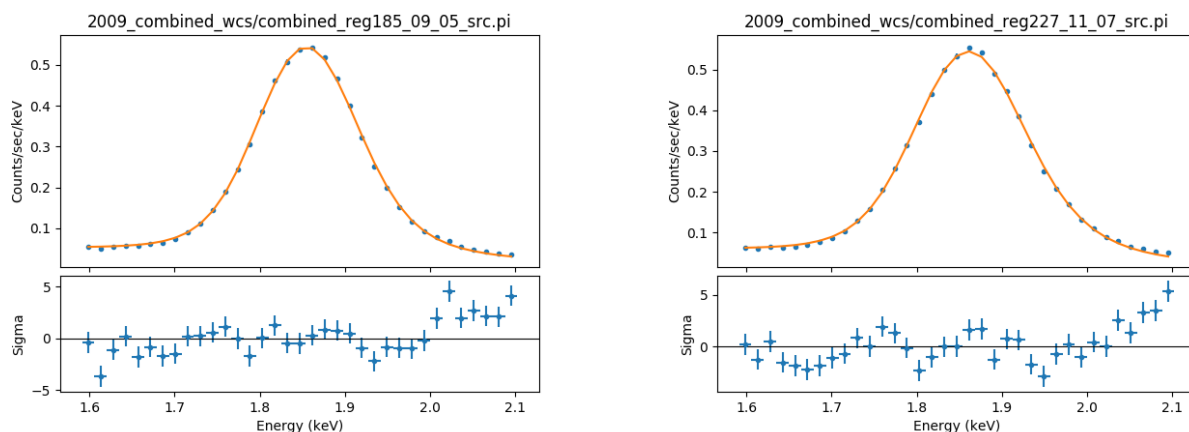 2009_combined_wcs/combined_reg185_09_05_src.pi
Counts/sec/keV
0.5
0.4
0.3
0.2
0.1
Sigma
5
0
−5
1.6 1.7 1.8 1.9 2.0 2.1
Energy (keV)
2009_combined_wcs/combined_reg227_11_07_src.pi
Counts/sec/keV
0.5
0.4
0.3
0.2
0.1
Sigma
5
0
1.6 1.7 1.8 1.9 2.0 2.1
Energy (keV)